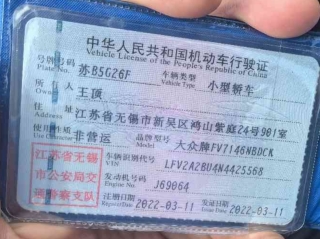 中华人民共和国机动车行驶证
Vehicle License of the People's Republic of China
号牌号码 苏B5G26F 车辆类型 小型轿车
Plate No. Vehicle Type
所有人 王顶
Owner
住址 江苏省无锡市新吴区鸿山紫庭24号901室
Address
使用性质 非营运 品牌型号 大众牌FV7146NBDCK
Use Character Model
江苏省无锡
市公安局交
通警察支队
车辆识别代号 LFV2A2BU4N4425568
VIN
发动机号码 J69064
Engine No.
注册日期 2022-03-11 发证日期 2022-03-11
Register Date Issue Date